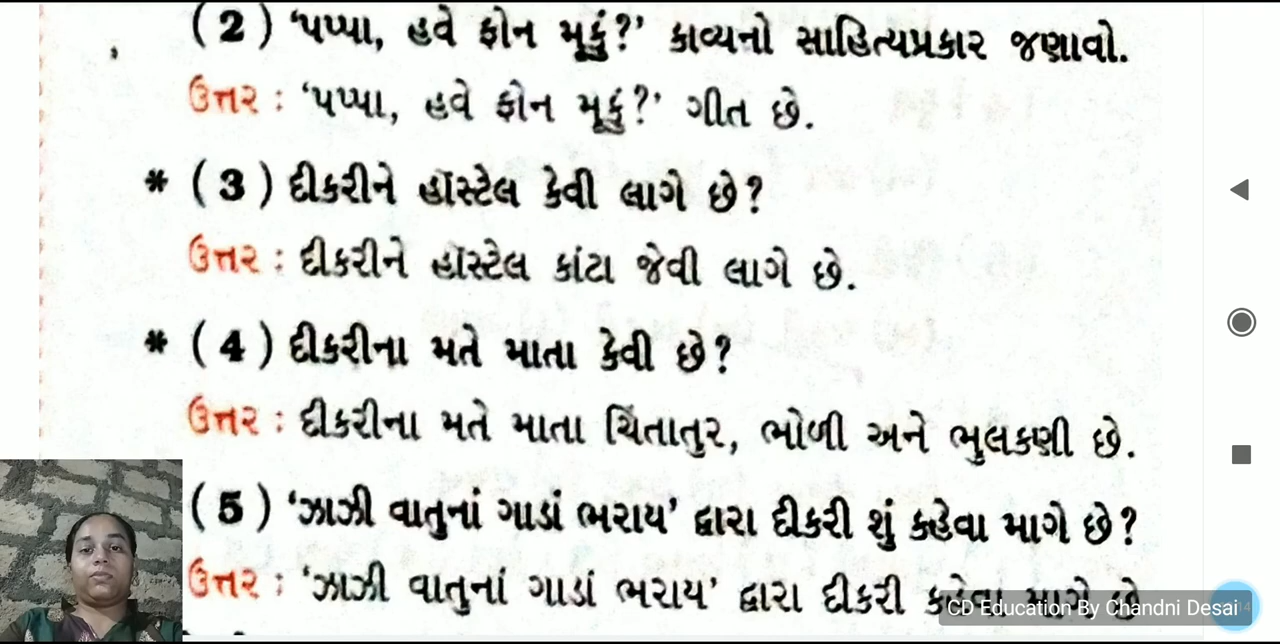 (2) ‘પપ્પા, હવે ફોન મૂકું?’ કાવ્યનો સાહિત્યપ્રકાર જણાવો.
ઉત્તર : ‘પપ્પા, હવે ફોન મૂકું?’ ગીત છે.
* (3) દીકરીને હૉસ્ટેલ કેવી લાગે છે?
ઉત્તર : દીકરીને હૉસ્ટેલ કાંટા જેવી લાગે છે.
* (4) દીકરીના મતે માતા કેવી છે?
ઉત્તર : દીકરીના મતે માતા ચિંતાતુર, ભોળી અને ભુલકણી છે.
(5) ‘ઝાઝી વાતુનાં ગાડાં ભરાય’ દ્વારા દીકરી શું કહેવા માગે છે?
ઉત્તર : ‘ઝાઝી વાતુનાં ગાડાં ભરાય’ દ્વારા દીકરી કહેવા માગે છે
CD Education By Chandni Desai